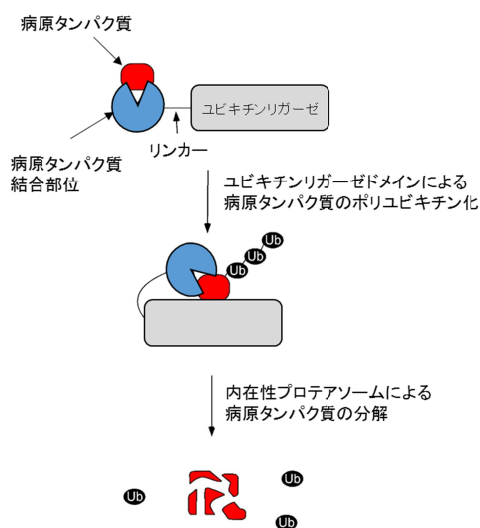 病原タンパク質
ユビキチンリガーゼ
リンカー
病原タンパク質
結合部位
ユビキチンリガーゼドメインによる
病原タンパク質のポリユビキチン化
Ub
Ub
Ub
内在性プロテアソームによる
病原タンパク質の分解
Ub
Ub
Ub